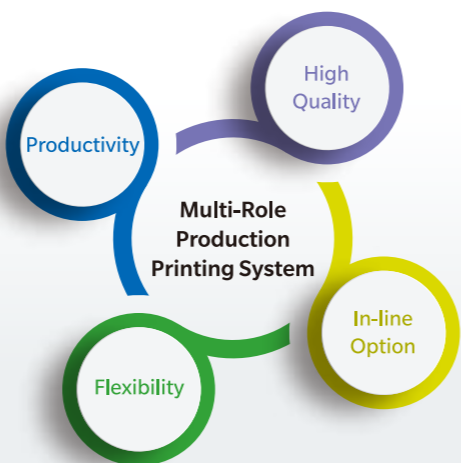 High
Quality
Productivity
Multi-Role
Production
Printing System
In-line
Option
Flexibility